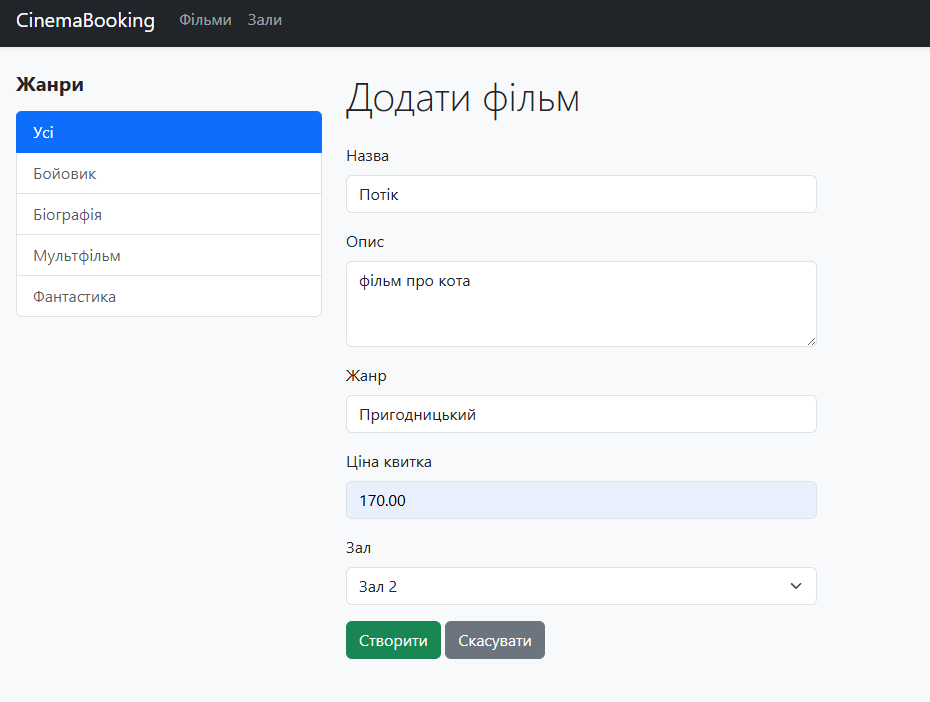 CinemaBooking Фільми Зали
Жанри
Усі
Бойовик
Біографія
Мультфільм
Фантастика
Додати фільм
Назва
Потік
Опис
фільм про кота
Жанр
Пригодницький
Ціна квитка
170.00
Зал
Зал 2
Створити Скасувати